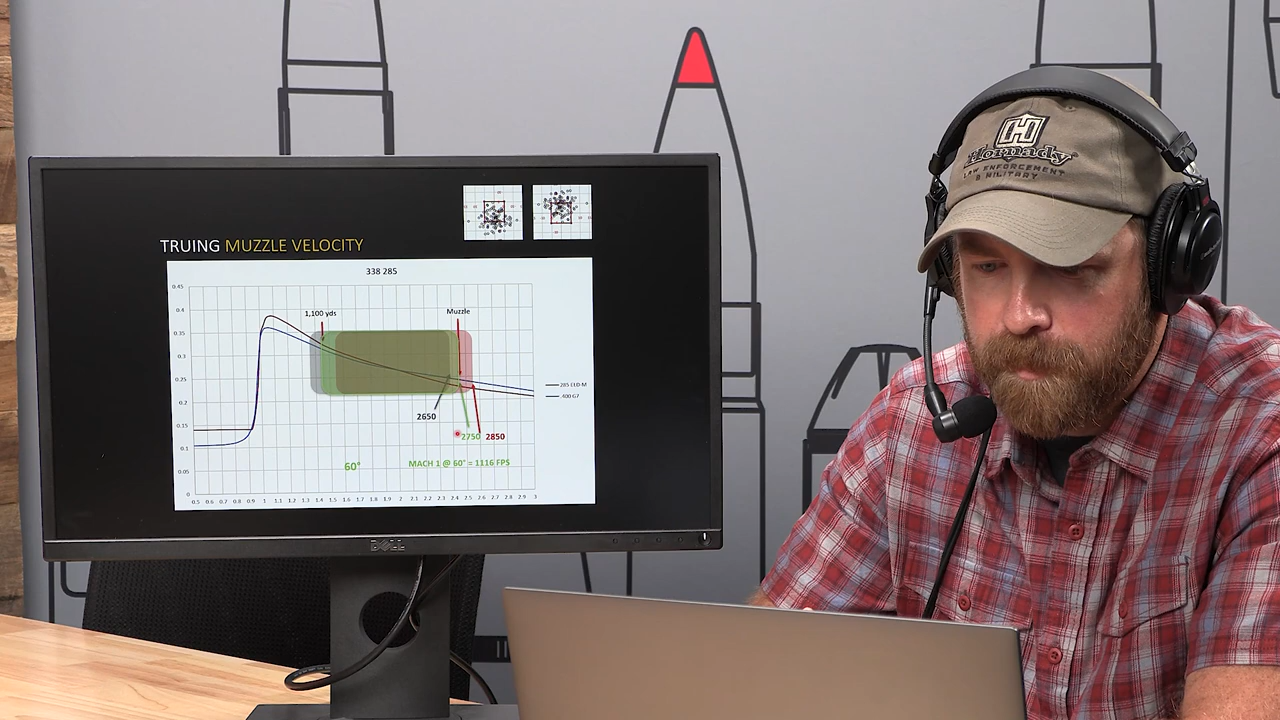 TRUING MUZZLE VELOCITY
338 285
0.45
0.4
0.35
0.3
0.25
0.2
0.15
0.1
0.05
0
1,100 yds
Muzzle
2650
2750
2850
285 ELD-M
.400 G7
60°
MACH 1 @ 60° = 1116 FPS
0.5 0.6 0.7 0.8 0.9 1 1.1 1.2 1.3 1.4 1.5 1.6 1.7 1.8 1.9 2 2.1 2.2 2.3 2.4 2.5 2.6 2.7 2.8 2.9 3
DELL
H
Hornady
LAW ENFORCEMENT
& MILITARY